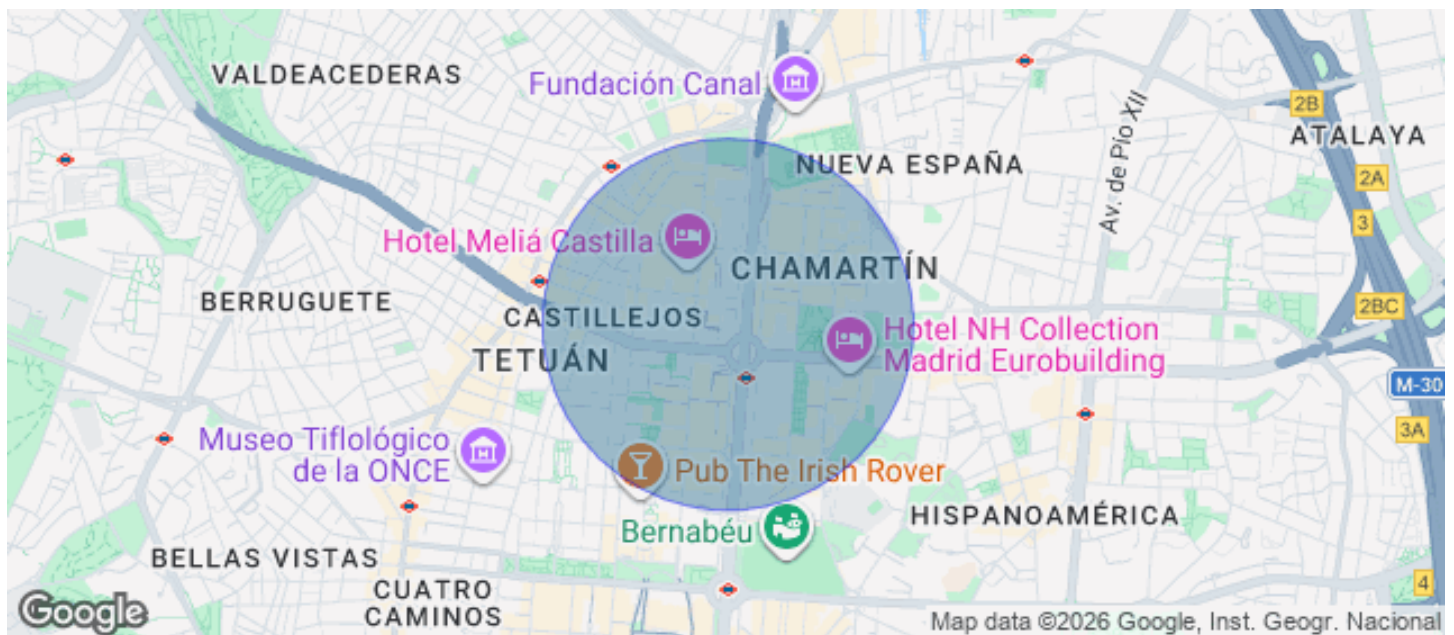 VALDEACEDERAS
Fundación Canal
2B
ATALAYA
NUEVA ESPAÑA
Av. de Pío XII
2A
3
Hotel Meliá Castilla
CHAMARTÍN
BERRUGUETE
CASTILLEJOS
2BC
Hotel NH Collection
Madrid Eurobuilding
TETUÁN
M-30
3A
Museo Tiflológico
de la ONCE
Pub The Irish Rover
Bernabéu
HISPANOAMÉRICA
BELLAS VISTAS
CUATRO
CAMINOS
4
Google
Map data ©2026 Google, Inst. Geogr. Nacional